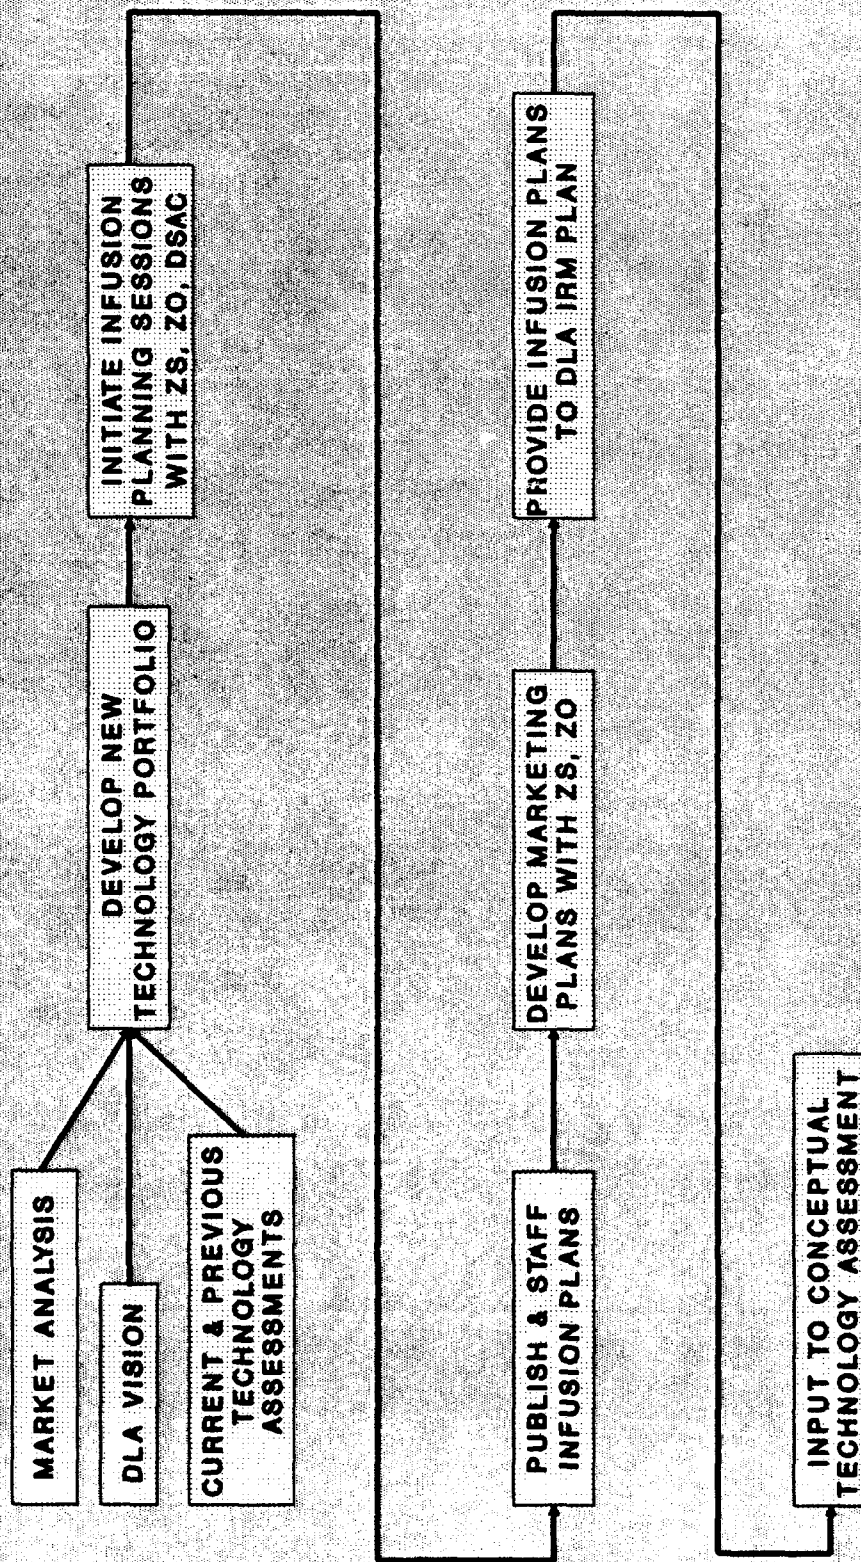 MARKET ANALYSIS
DLA VISION
CURRENT & PREVIOUS
TECHNOLOGY
ASSESSMENTS
DEVELOP NEW
TECHNOLOGY PORTFOLIO
INITIATE INFUSION
PLANNING SESSIONS
WITH ZS, ZO, DSAC
PUBLISH & STAFF
INFUSION PLANS
DEVELOP MARKETING
PLANS WITH ZS, ZO
PROVIDE INFUSION PLANS
TO DLA IRM PLAN
INPUT TO CONCEPTUAL
TECHNOLOGY ASSESSMENT